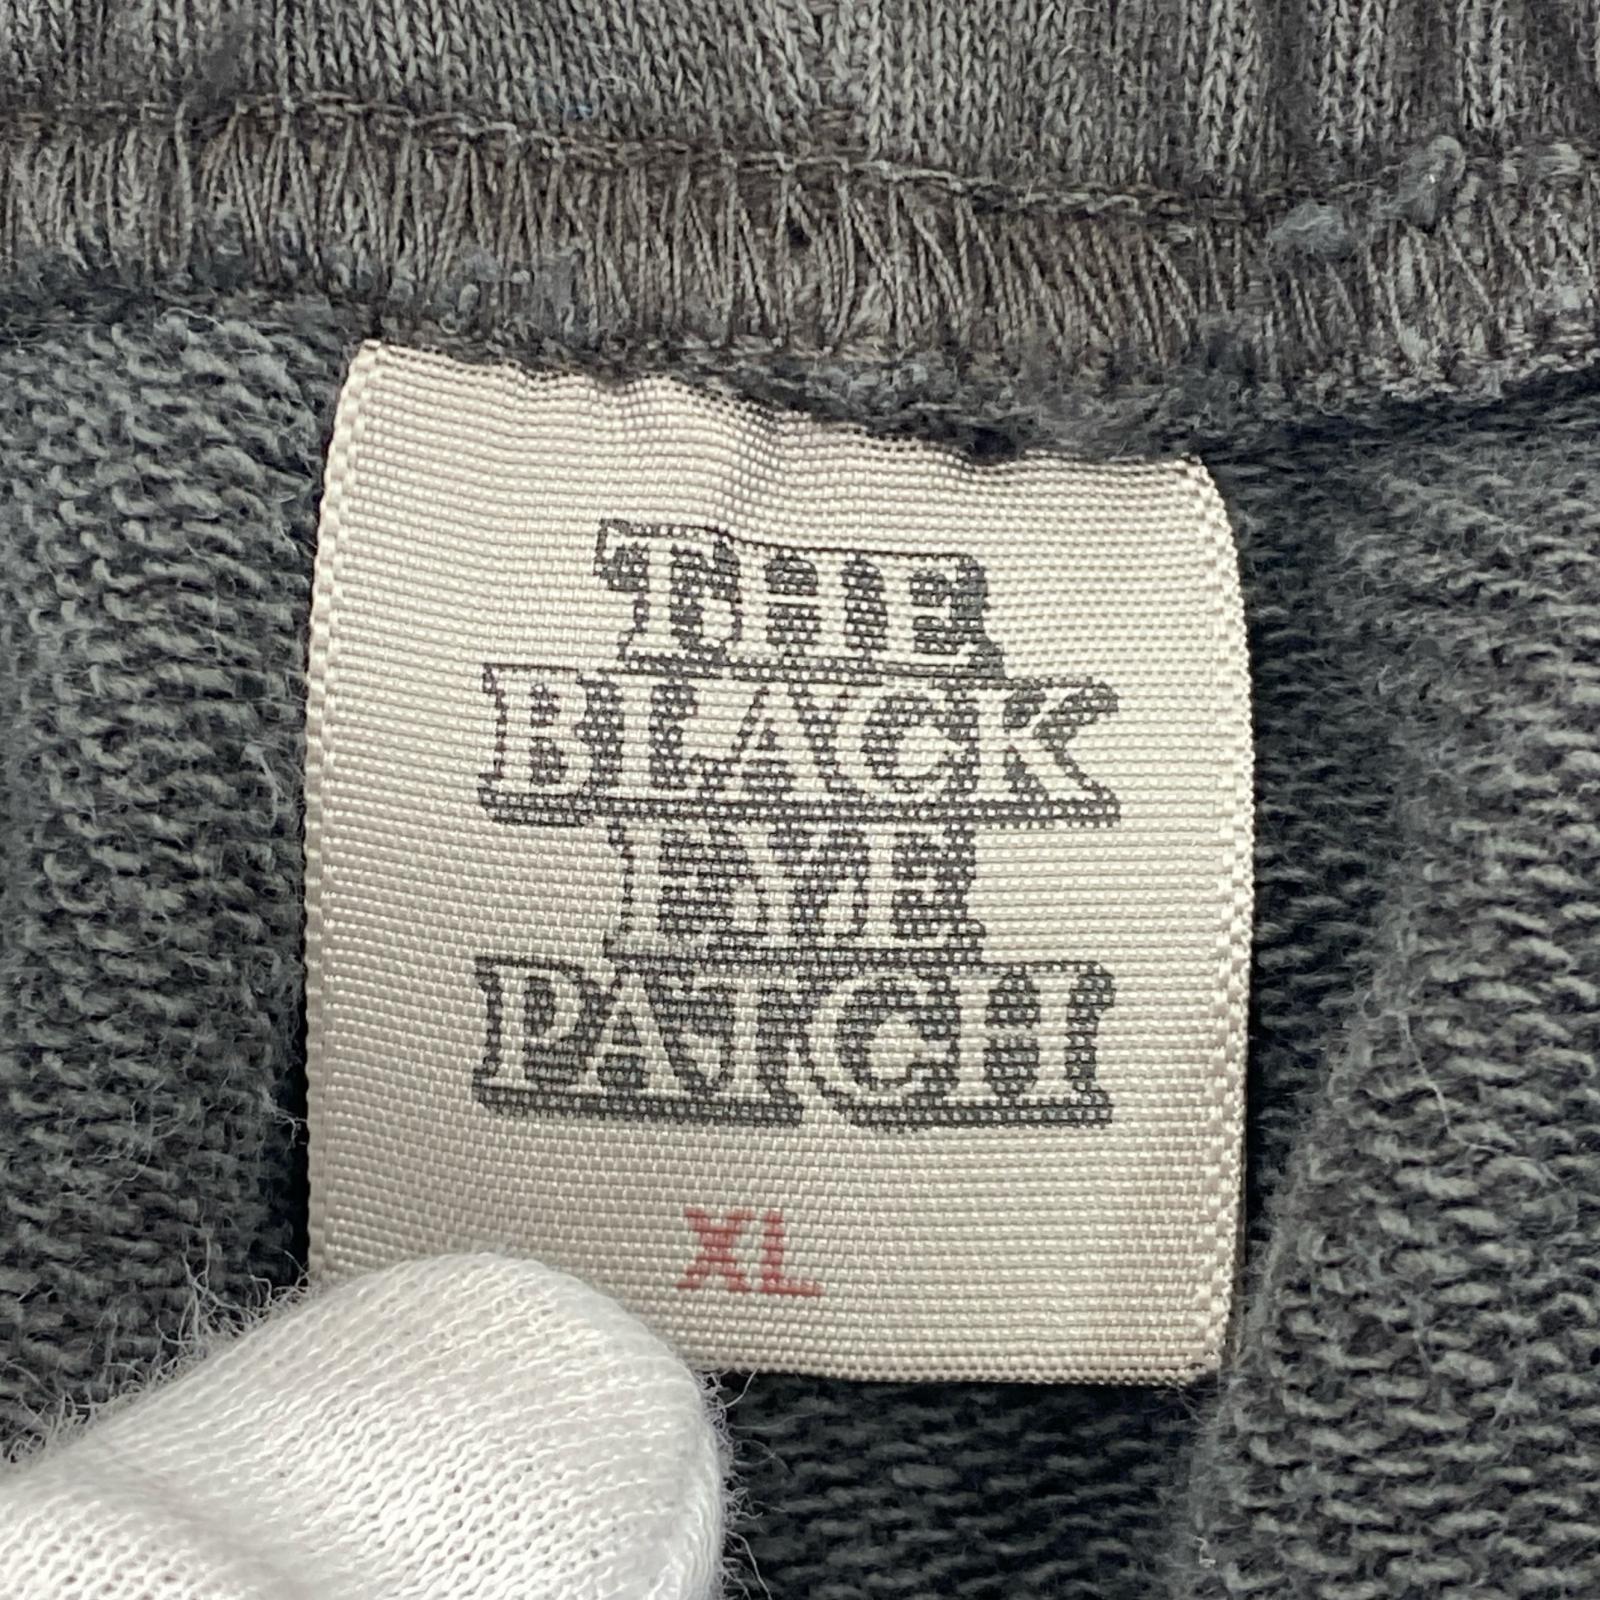 THE
BLACK
EYE
PATCH
XL